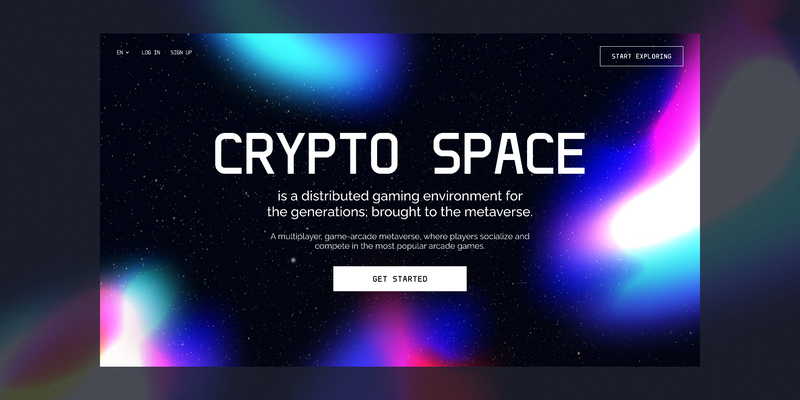 EN LOG IN SIGN UP
START EXPLORING
CRYPTO SPACE
is a distributed gaming environment for
the generations; brought to the metaverse.
A multiplayer, game-arcade metaverse, where players socialize and
compete in the most popular arcade games.
GET STARTED